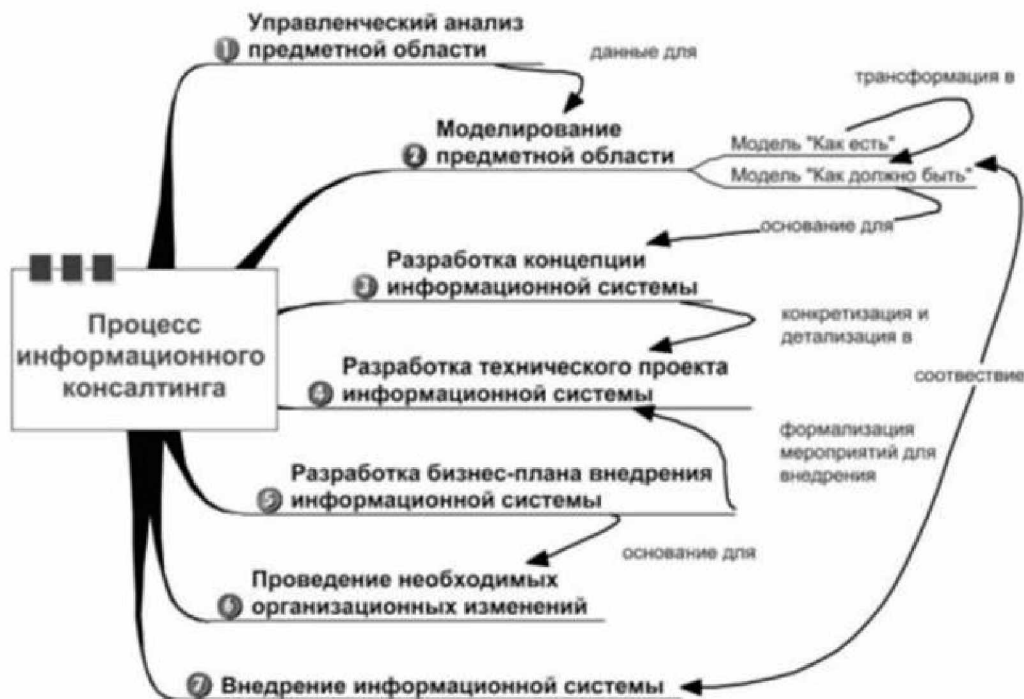 1 Управленческий анализ
предметной области
данные для
трансформация в
2 Моделирование
предметной области
Модель "Как есть"
Модель "Как должно быть"
основание для
3 Разработка концепции
информационной системы
Процесс
информационного
консалтинга
конкретизация и
детализация в
4 Разработка технического проекта
информационной системы
соотвествие
формализация
мероприятий для
внедрения
5 Разработка бизнес-плана внедрения
информационной системы
основание для
6 Проведение необходимых
организационных изменений
7 Внедрение информационной системы